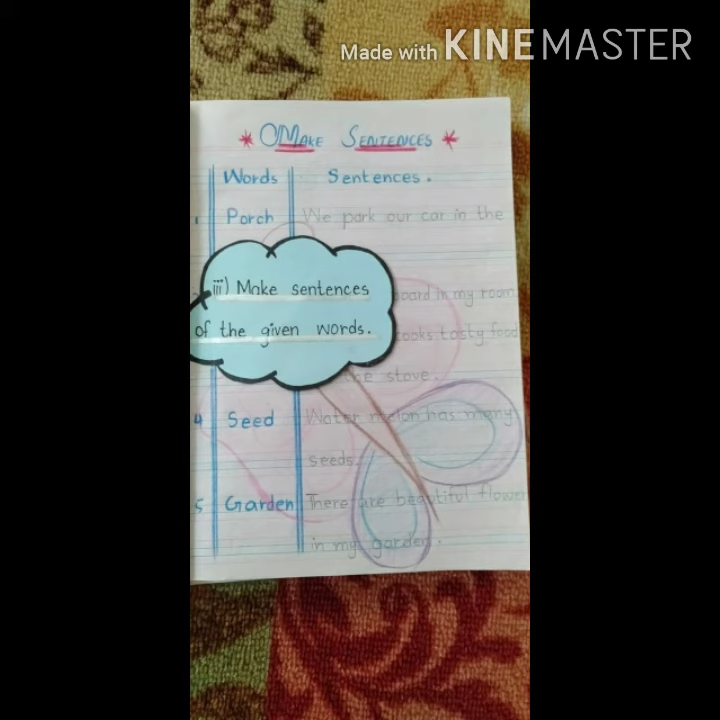 Made with KINEMASTER
* MAKE SENTENCES *
Words Sentences.
1 Porch We park our car in the
iii) Make sentences
of the given words.
board in my room
cooks tasty food
the stove.
4 Seed Water melon has many
seeds.
5 Garden There are beautiful flower
in my garden.